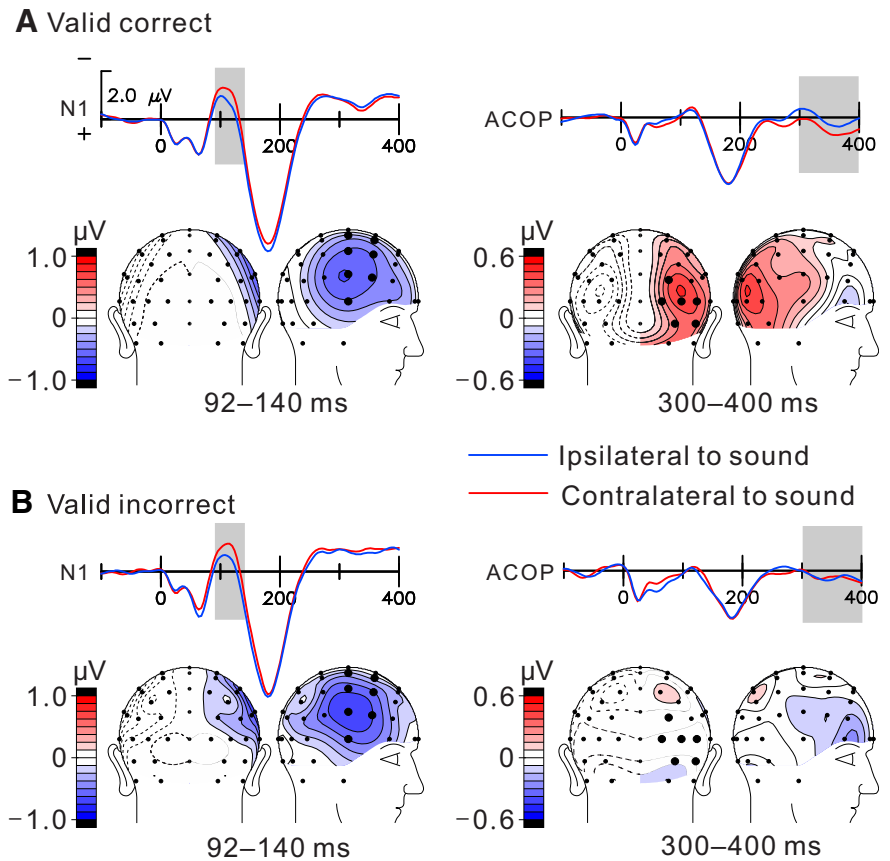 A Valid correct
−
2.0 μV
N1
+
0 200 400
ACOP
0 200 400
μV
1.0
0
−1.0
92–140 ms
μV
0.6
0
−0.6
300–400 ms
Ipsilateral to sound
Contralateral to sound
B Valid incorrect
N1
0 200 400
ACOP
0 200 400
μV
1.0
0
−1.0
92–140 ms
μV
0.6
0
−0.6
300–400 ms